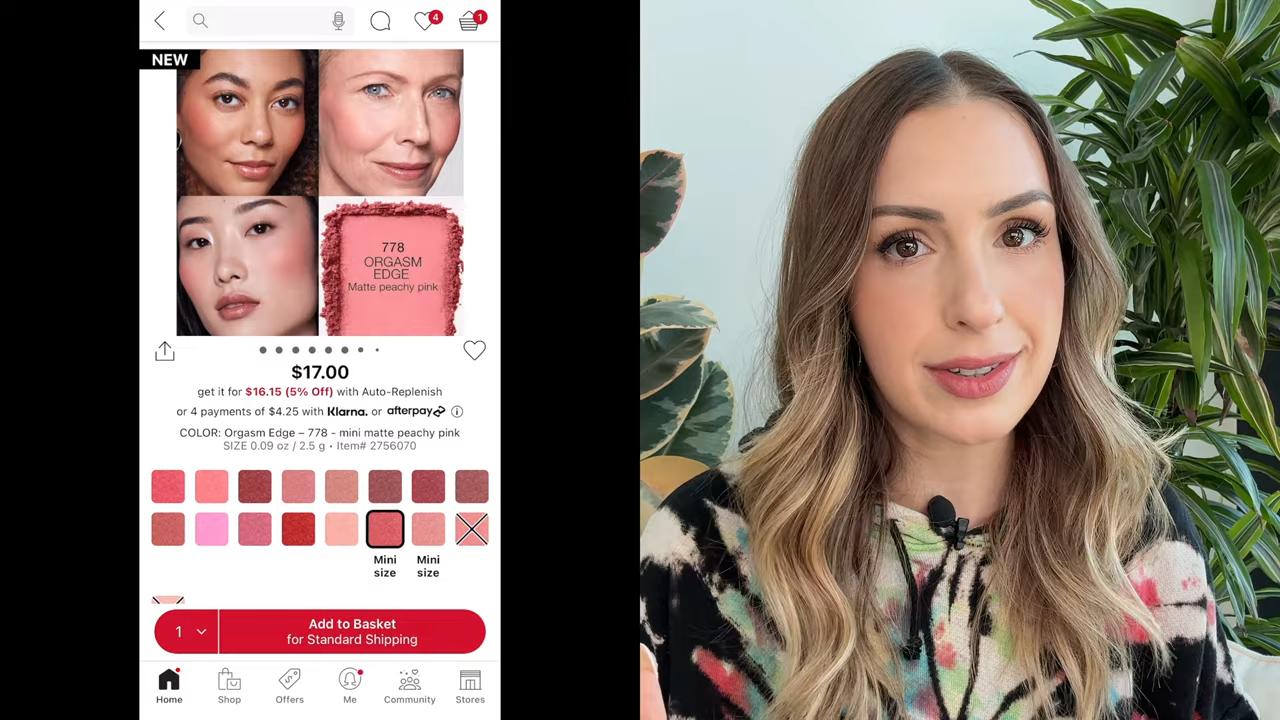 4
1
NEW
778
ORGASM
EDGE
Matte peachy pink
$17.00
get it for $16.15 (5% Off) with Auto-Replenish
or 4 payments of $4.25 with Klarna. or afterpay
COLOR: Orgasm Edge – 778 - mini matte peachy pink
SIZE 0.09 oz / 2.5 g • Item# 2756070
Mini size
Mini size
1
Add to Basket
for Standard Shipping
Home Shop Offers Me Community Stores